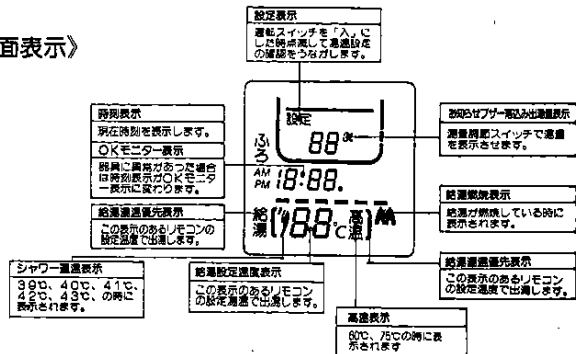 面表示》
設定表示
運転スイッチを「入」に
した時点滅して湯温設定
の確認をうながします。
時刻表示
現在時刻を表示します。
OKモニター表示
器具に異常があった場合
は時刻表示がOKモニタ
ー表示に変わります。
給湯温度優先表示
この表示のあるリモコンの
設定温度で出湯します。
シャワー温度表示
39℃、40℃、41℃、
42℃、43℃、の時に
表示されます。
給湯設定温度表示
この表示のあるリモコン
の設定湯温で出湯します。
設定
ふろ
88
AM
PM
18:88.
給湯
88℃
高温
お知らせブザー落込み出湯量表示
湯量調節スイッチで湯量
を表示させます。
給湯燃焼表示
給湯が燃焼している時に
表示されます。
給湯温度優先表示
この表示のあるリモコン
の設定温度で出湯します。
高温表示
60℃、75℃の時に表
示されます